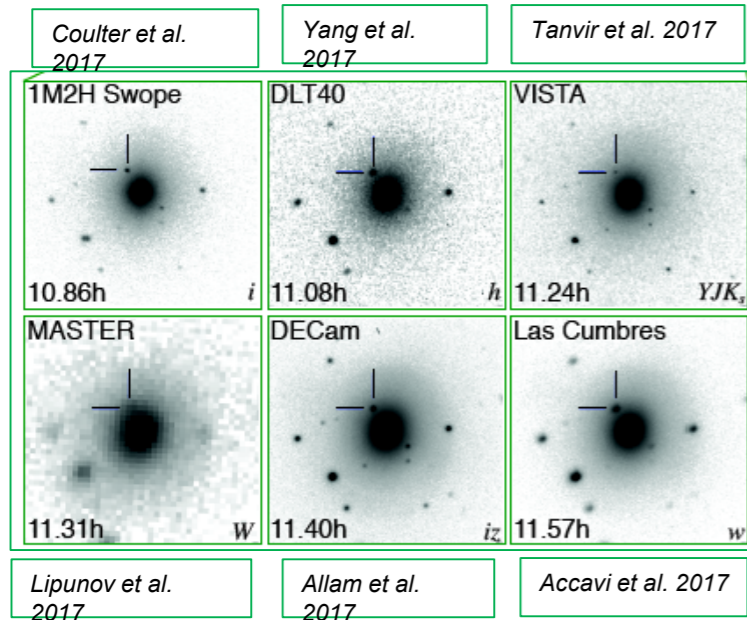 Coulter et al.
2017
Yang et al.
2017
Tanvir et al. 2017
1M2H Swope
DLT40
VISTA
10.86h
i
11.08h
h
11.24h
YJKs
MASTER
DECam
Las Cumbres
11.31h
W
11.40h
iz
11.57h
w
Lipunov et al.
2017
Allam et al.
2017
Accavi et al. 2017